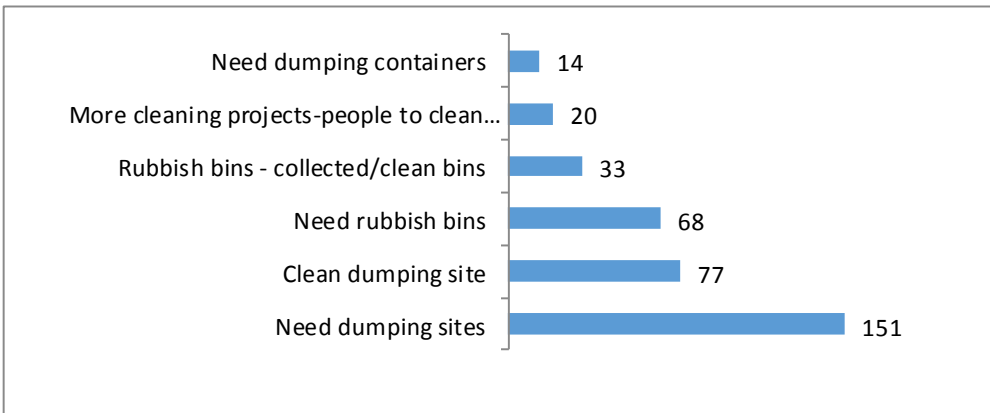 Need dumping containers 14
More cleaning projects-people to clean… 20
Rubbish bins - collected/clean bins 33
Need rubbish bins 68
Clean dumping site 77
Need dumping sites 151